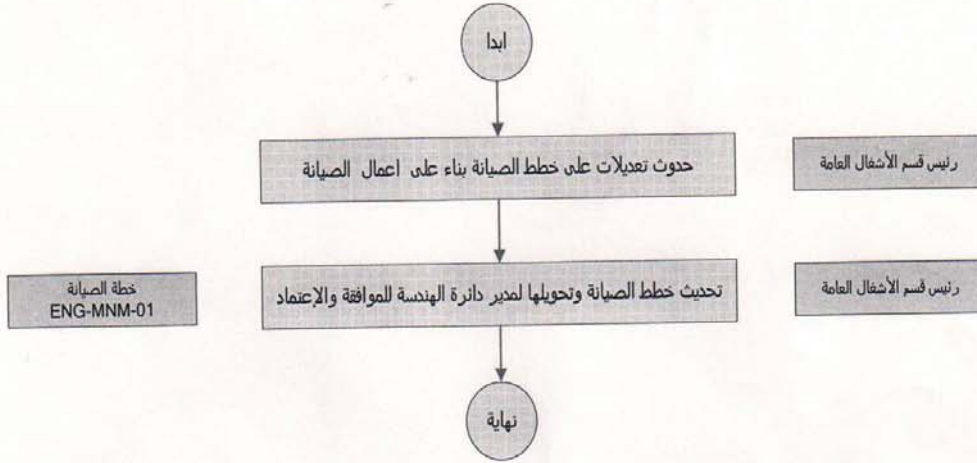 ابدا
رئيس قسم الأشغال العامة
حدوث تعديلات على خطط الصيانة بناء على اعمال الصيانة
رئيس قسم الأشغال العامة
تحديث خطط الصيانة وتحويلها لمدير دائرة الهندسة للموافقة والإعتماد
خطة الصيانة
ENG-MNM-01
نهاية